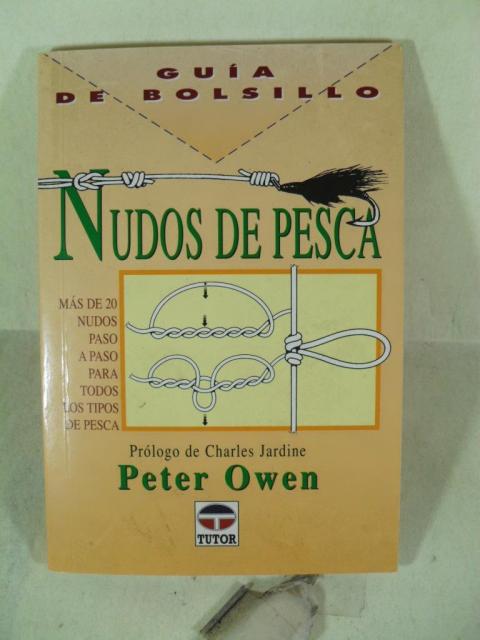 GUÍA
DE BOLSILLO
NUDOS DE PESCA
MÁS DE 20
NUDOS
PASO
A PASO
PARA
TODOS
LOS TIPOS
DE PESCA
Prólogo de Charles Jardine
Peter Owen
TUTOR